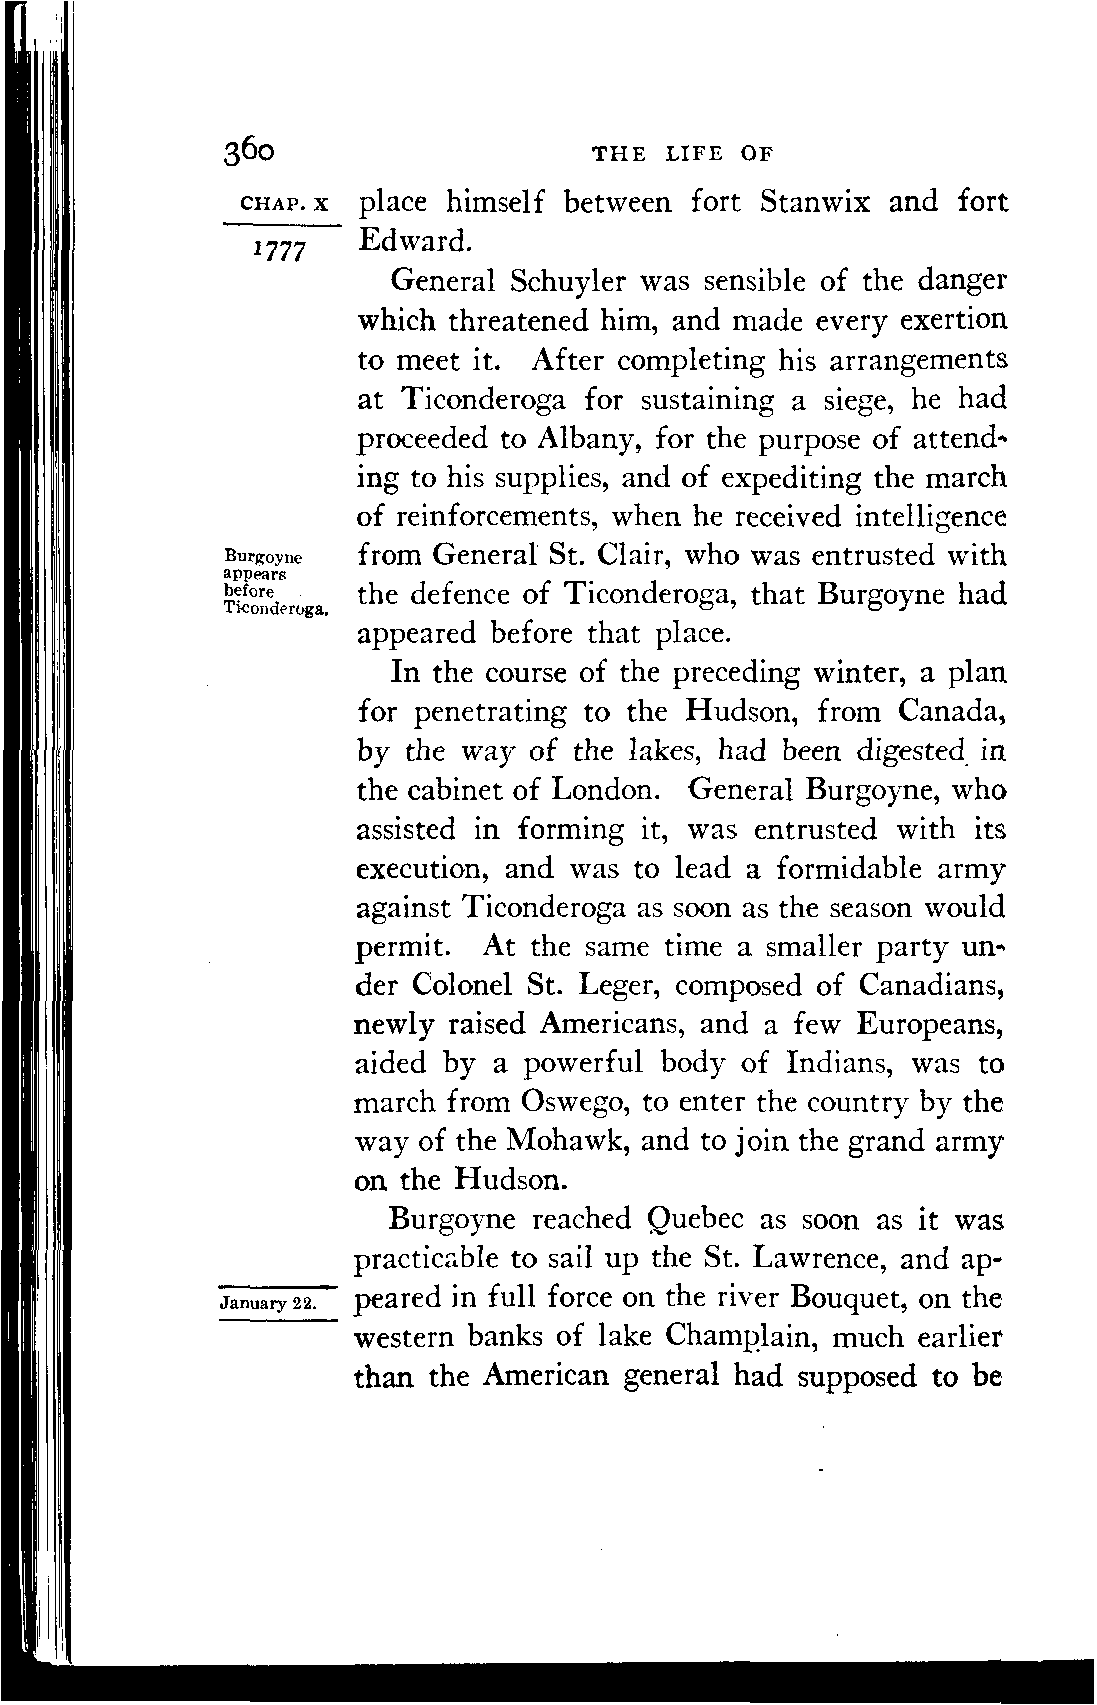 360 THE LIFE OF
CHAP. X place himself between fort Stanwix and fort
1777 Edward.
General Schuyler was sensible of the danger
which threatened him, and made every exertion
to meet it. After completing his arrangements
at Ticonderoga for sustaining a siege, he had
proceeded to Albany, for the purpose of attend-
ing to his supplies, and of expediting the march
of reinforcements, when he received intelligence
Burgoyne
appears
before
Ticonderoga.
from General St. Clair, who was entrusted with
the defence of Ticonderoga, that Burgoyne had
appeared before that place.
In the course of the preceding winter, a plan
for penetrating to the Hudson, from Canada,
by the way of the lakes, had been digested in
the cabinet of London. General Burgoyne, who
assisted in forming it, was entrusted with its
execution, and was to lead a formidable army
against Ticonderoga as soon as the season would
permit. At the same time a smaller party un-
der Colonel St. Leger, composed of Canadians,
newly raised Americans, and a few Europeans,
aided by a powerful body of Indians, was to
march from Oswego, to enter the country by the
way of the Mohawk, and to join the grand army
on the Hudson.
Burgoyne reached Quebec as soon as it was
practicable to sail up the St. Lawrence, and ap-
January 22. peared in full force on the river Bouquet, on the
western banks of lake Champlain, much earlier
than the American general had supposed to be